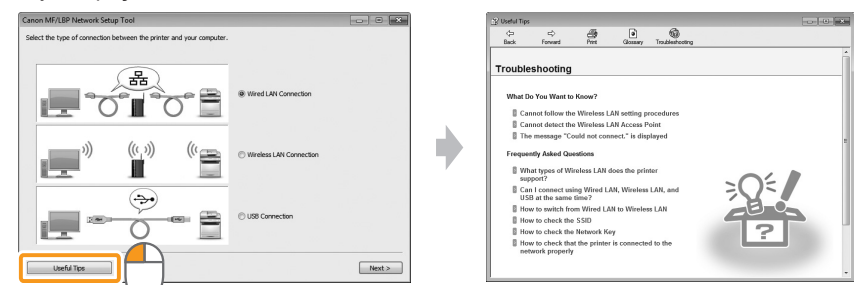 Canon MF/LBP Network Setup Tool
Select the type of connection between the printer and your computer.
Wired LAN Connection
Wireless LAN Connection
USB Connection
Useful Tips
Next >
Useful Tips
Back Forward Print Glossary Troubleshooting
Troubleshooting
What Do You Want to Know?
Cannot follow the Wireless LAN setting procedures
Cannot detect the Wireless LAN Access Point
The message "Could not connect." is displayed
Frequently Asked Questions
What types of Wireless LAN does the printer
support?
Can I connect using Wired LAN, Wireless LAN, and
USB at the same time?
How to switch from Wired LAN to Wireless LAN
How to check the SSID
How to check the Network Key
How to check that the printer is connected to the
network properly
?